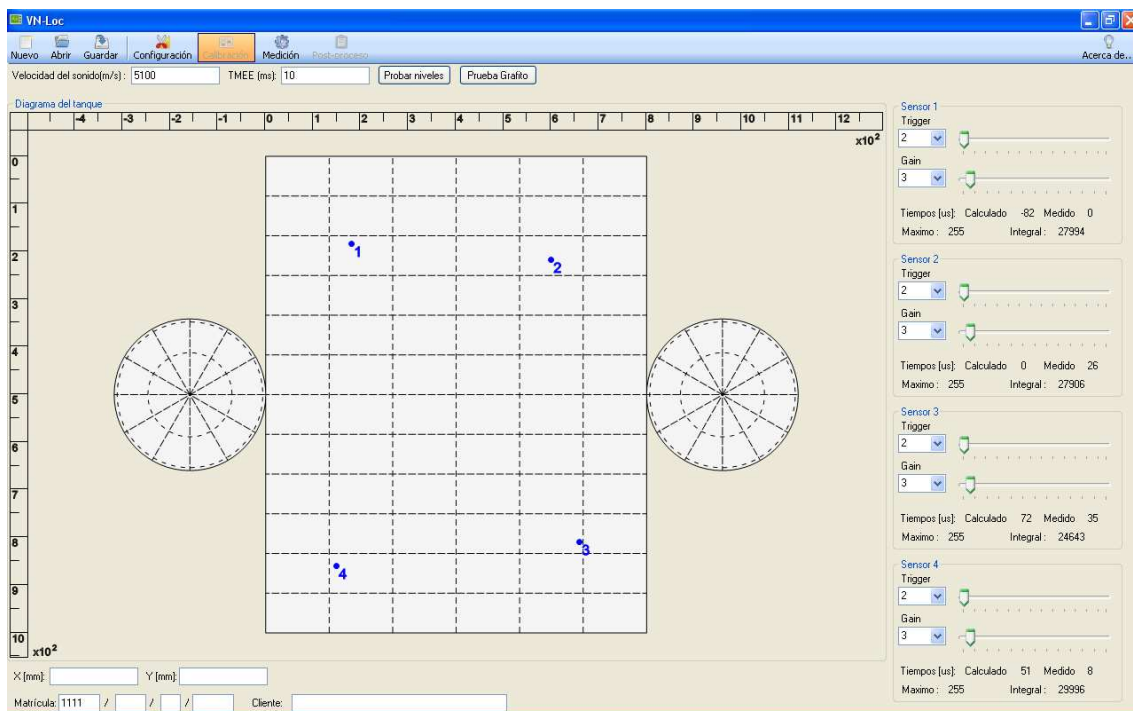 VN-Loc
Nuevo Abrir Guardar Configuración Calibración Medición Post-proceso Acerca de..
Velocidad del sonido(m/s) : 5100 TMEE (ms): 10 Probar niveles Prueba Grafito
Diagrama del tanque
-4 -3 -2 -1 0 1 2 3 4 5 6 7 8 9 10 11 12
x10²
0
1
2
3
4
5
6
7
8
9
10
x10²
1
2
3
4
Sensor 1
Trigger
2
Gain
3
Tiempos [us]: Calculado -82 Medido 0
Maximo : 255 Integral : 27994
Sensor 2
Trigger
2
Gain
3
Tiempos [us]: Calculado 0 Medido 26
Maximo : 255 Integral : 27906
Sensor 3
Trigger
2
Gain
3
Tiempos [us]: Calculado 72 Medido 35
Maximo : 255 Integral : 24643
Sensor 4
Trigger
2
Gain
3
Tiempos [us]: Calculado 51 Medido 8
Maximo : 255 Integral : 29996
X [mm]: Y [mm]:
Matrícula: 1111 / / / Cliente: